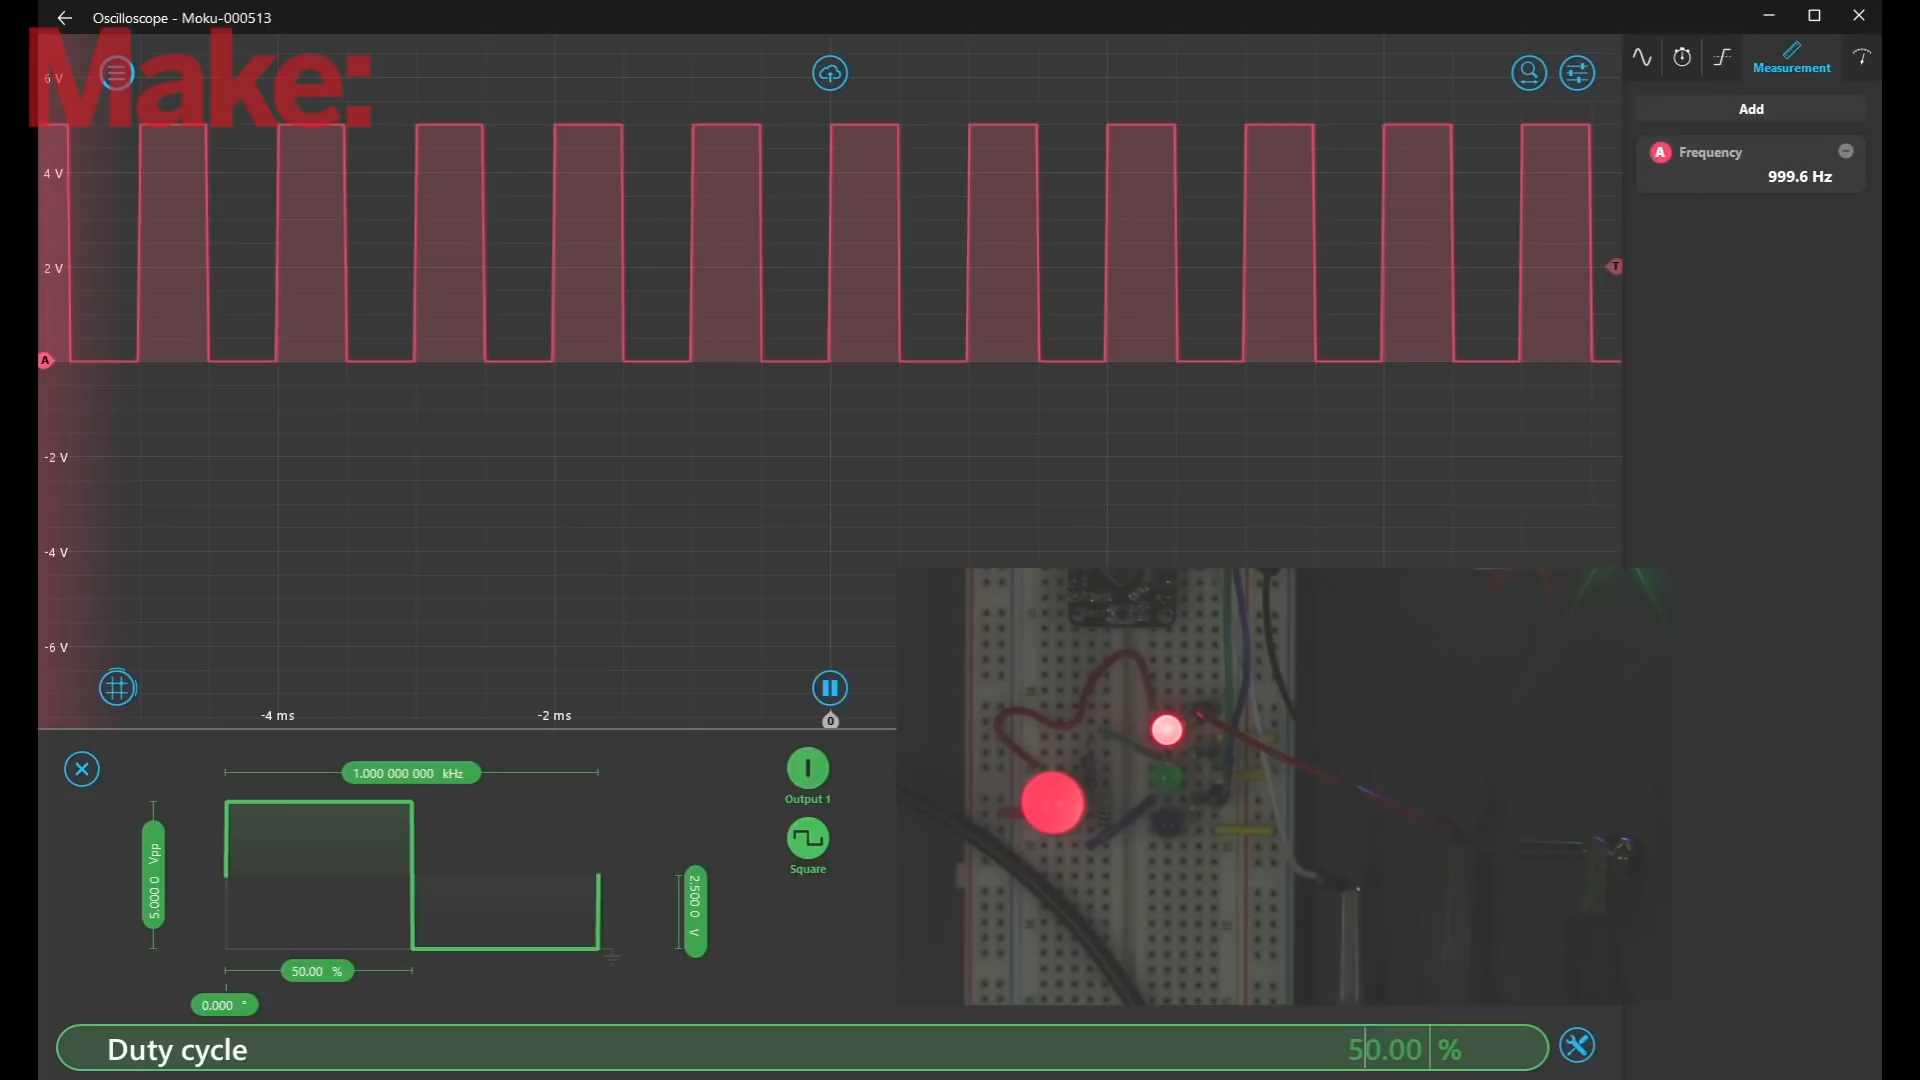 Oscilloscope - Moku-000513
Make:
6 V
4 V
2 V
-2 V
-4 V
-6 V
A
T
-4 ms
-2 ms
0
Measurement
Add
A Frequency
999.6 Hz
1.000 000 000 kHz
5.000 0 Vpp
2.500 0 V
50.00 %
0.000 °
Output 1
Square
Duty cycle 50.00 %